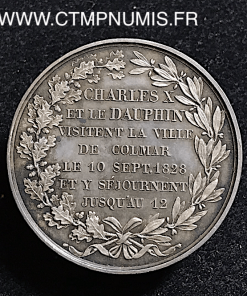 WWW.CTMPNUMIS.FR
CHARLES X
ET LE DAUPHIN
VISITENT LA VILLE
DE COLMAR
LE 10 SEPT. 1828
ET Y SÉJOURNENT
JUSQU'AU 12